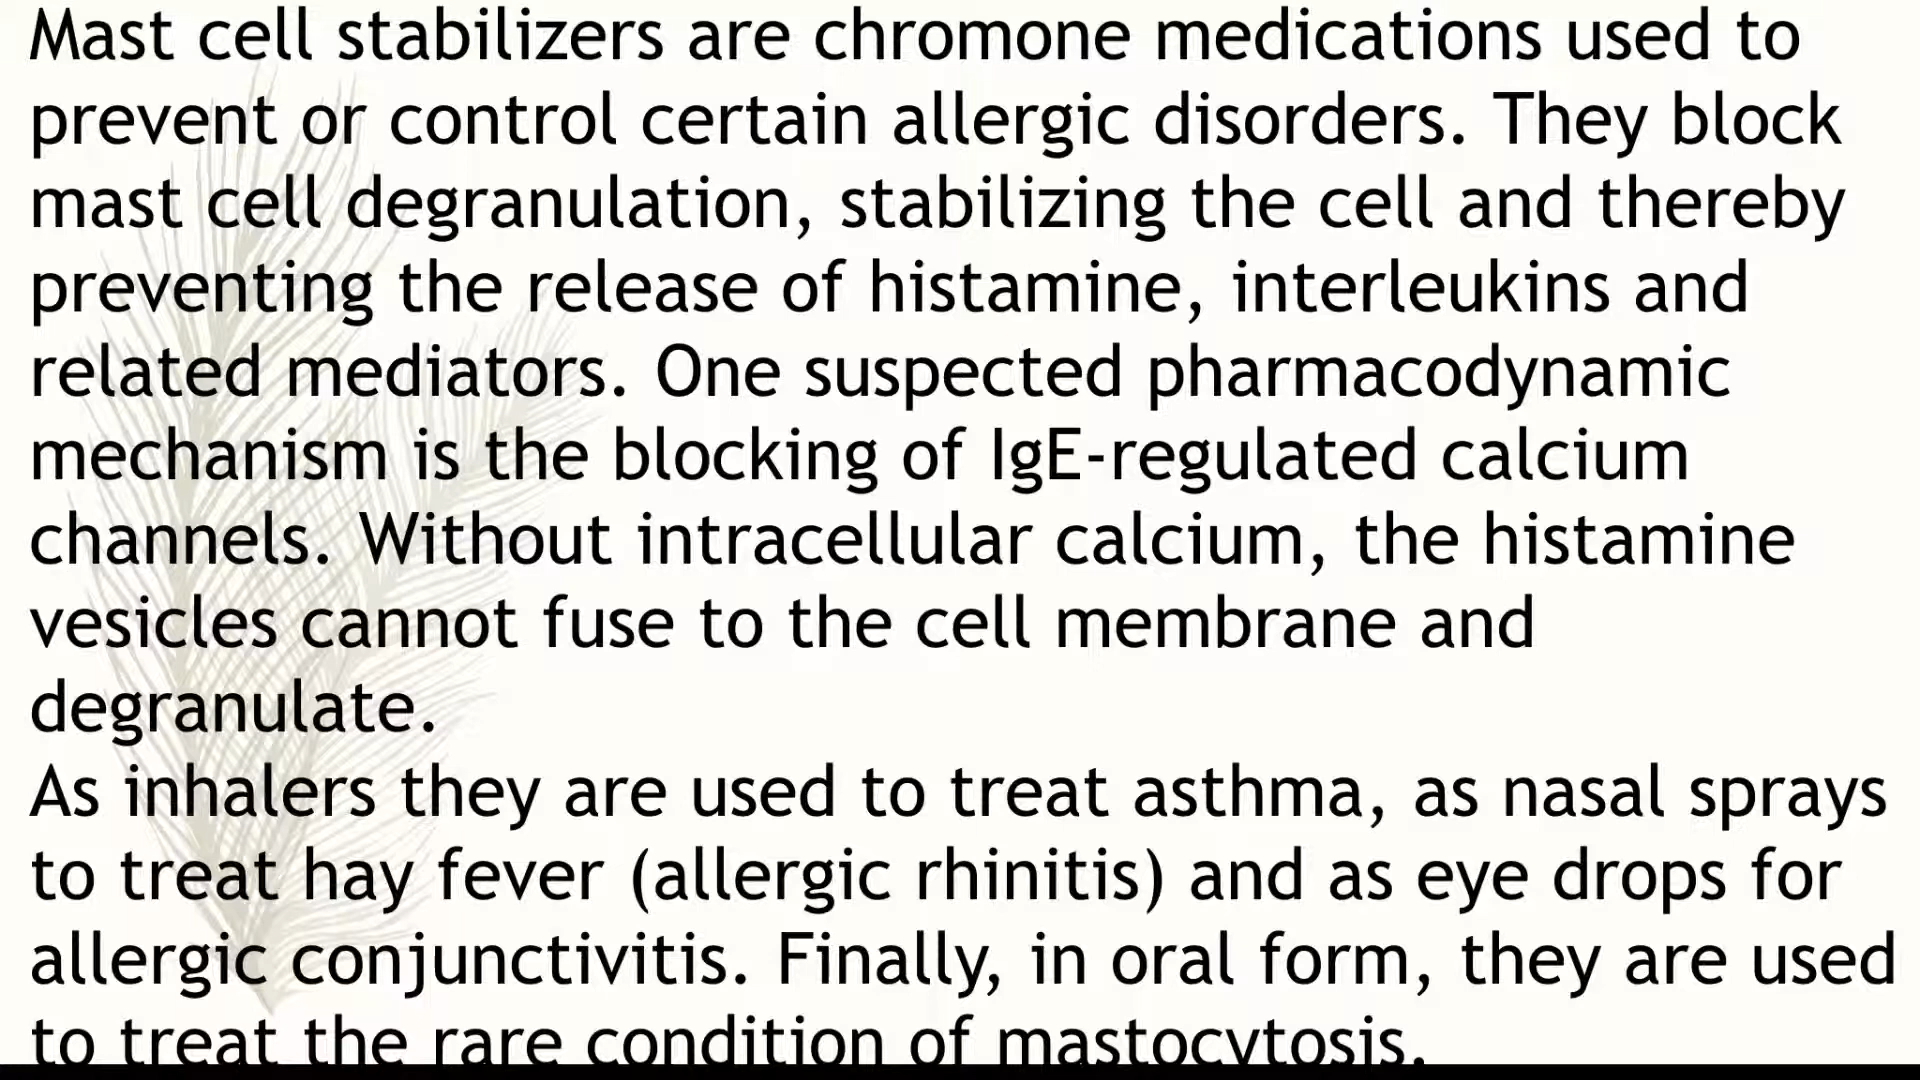 Mast cell stabilizers are chromone medications used to
prevent or control certain allergic disorders. They block
mast cell degranulation, stabilizing the cell and thereby
preventing the release of histamine, interleukins and
related mediators. One suspected pharmacodynamic
mechanism is the blocking of IgE-regulated calcium
channels. Without intracellular calcium, the histamine
vesicles cannot fuse to the cell membrane and
degranulate.
As inhalers they are used to treat asthma, as nasal sprays
to treat hay fever (allergic rhinitis) and as eye drops for
allergic conjunctivitis. Finally, in oral form, they are used
to treat the rare condition of mastocytosis.